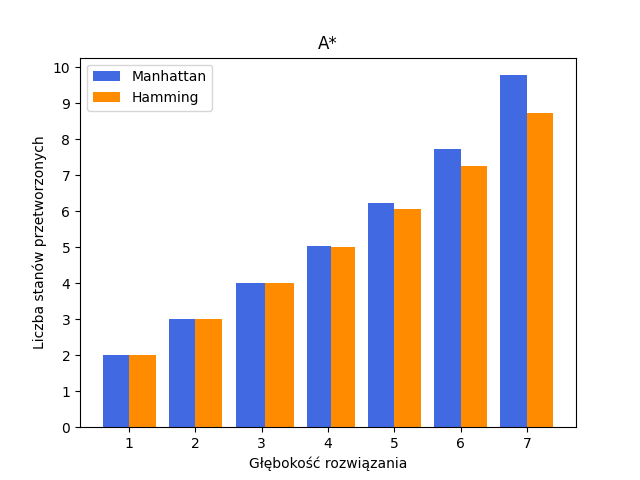 A*
Manhattan
Hamming
Liczba stanów przetworzonych
10
9
8
7
6
5
4
3
2
1
0
1 2 3 4 5 6 7
Głębokość rozwiązania